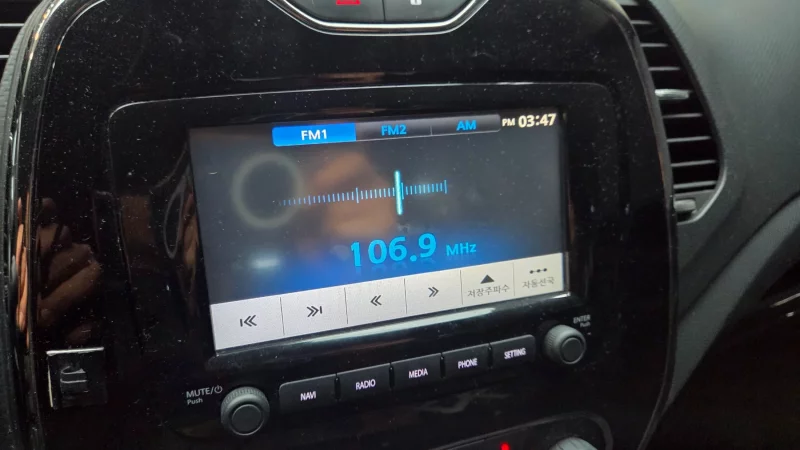 FM1 FM2 AM PM 03:47
106.9 MHz
저장주파수 자동선국
ENTER
Push
MUTE/
Push
NAVI RADIO MEDIA PHONE SETTING